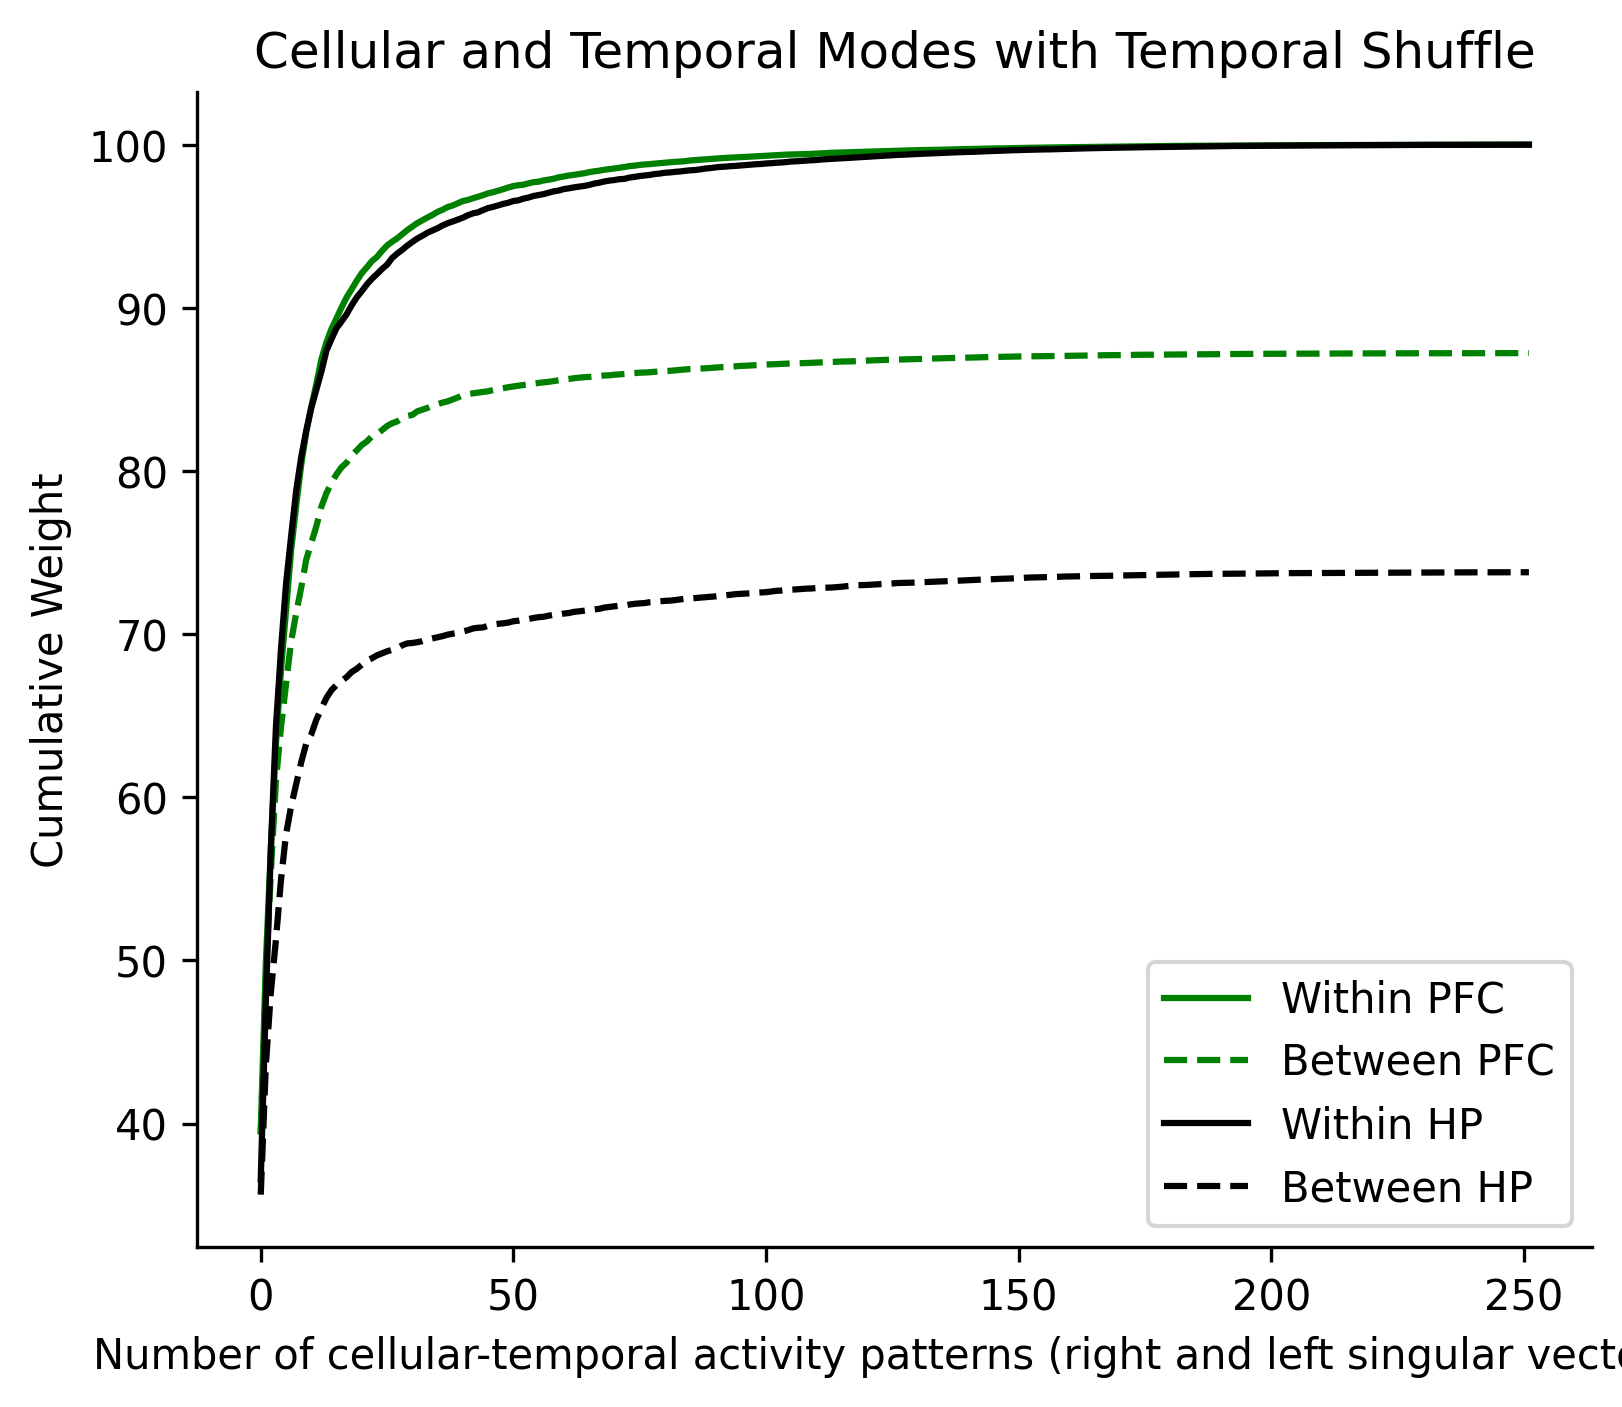 Cellular and Temporal Modes with Temporal Shuffle
100
90
80
70
60
50
40
Cumulative Weight
Within PFC
Between PFC
Within HP
Between HP
0 50 100 150 200 250
Number of cellular-temporal activity patterns (right and left singular